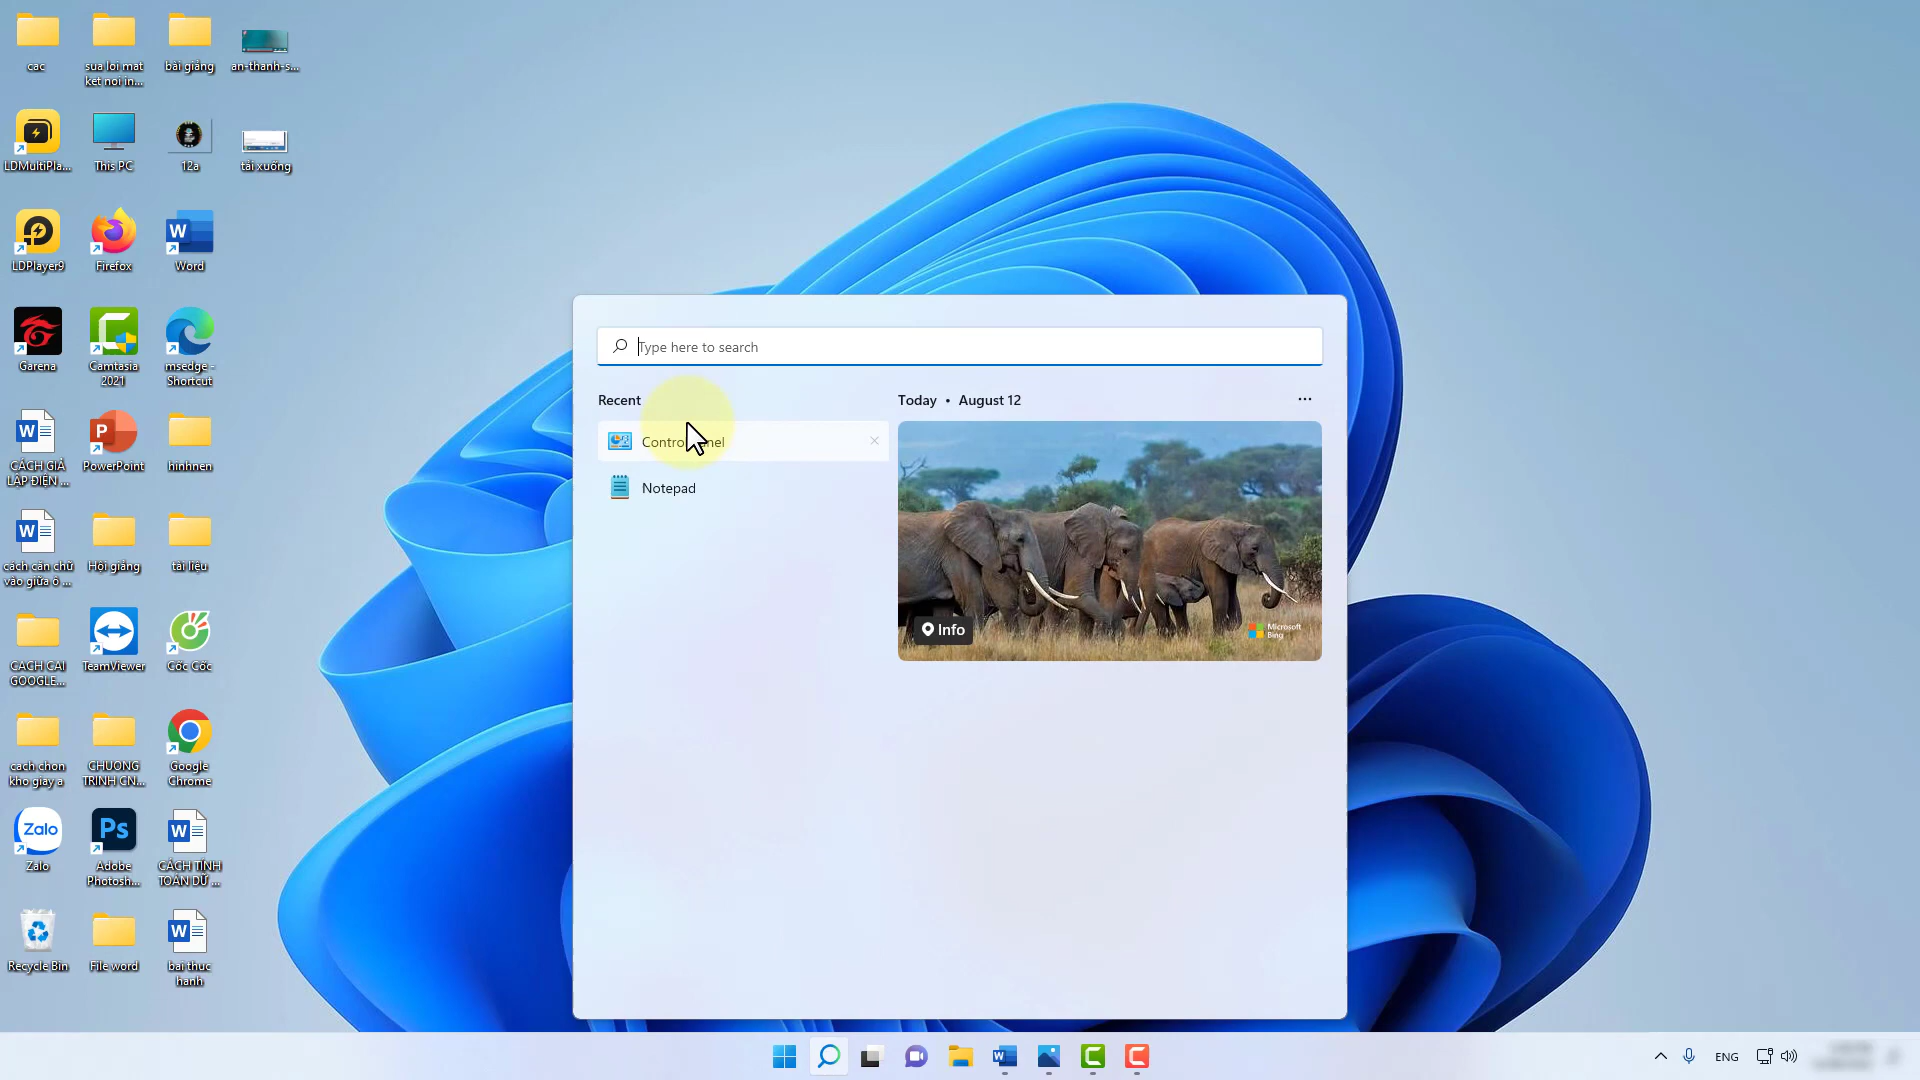 cac
sua loi mat
ket noi in...
bài giảng
an-thanh-s...
LDMultiPla...
This PC
12a
tải xuống
LDPlayer9
Firefox
Word
Garena
Camtasia
2021
msedge -
Shortcut
CÁCH GIẢ
LẬP ĐIỆN ...
PowerPoint
hinhnen
cách căn chữ
vào giữa ô ...
Hội giảng
tài liệu
CACH CAI
GOOGLE...
TeamViewer
Cốc Cốc
cach chon
kho giay a
CHUONG
TRINH CN...
Google
Chrome
Zalo
Zalo
Ps
Adobe
Photosh...
CÁCH TÍNH
TOÁN DỮ ...
Recycle Bin
File word
bai thuc
hanh
Type here to search
Recent
Notepad
Today • August 12
Info
Microsoft
Bing
ENG